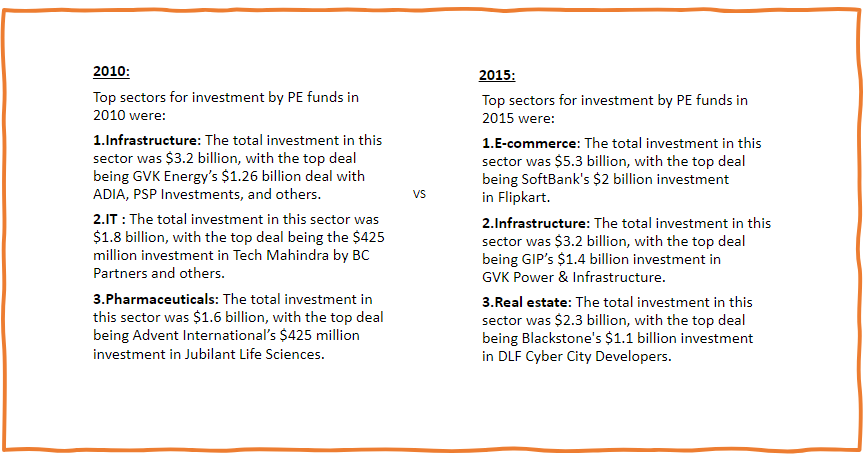 2010:
Top sectors for investment by PE funds in
2010 were:
1.Infrastructure: The total investment in this
sector was $3.2 billion, with the top deal
being GVK Energy’s $1.26 billion deal with
ADIA, PSP Investments, and others.
2.IT : The total investment in this sector was
$1.8 billion, with the top deal being the $425
million investment in Tech Mahindra by BC
Partners and others.
3.Pharmaceuticals: The total investment in
this sector was $1.6 billion, with the top deal
being Advent International’s $425 million
investment in Jubilant Life Sciences.
VS
2015:
Top sectors for investment by PE funds in
2015 were:
1.E-commerce: The total investment in this
sector was $5.3 billion, with the top deal
being SoftBank's $2 billion investment
in Flipkart.
2.Infrastructure: The total investment in this
sector was $3.2 billion, with the top deal
being GIP’s $1.4 billion investment in
GVK Power & Infrastructure.
3.Real estate: The total investment in this
sector was $2.3 billion, with the top deal
being Blackstone's $1.1 billion investment
in DLF Cyber City Developers.